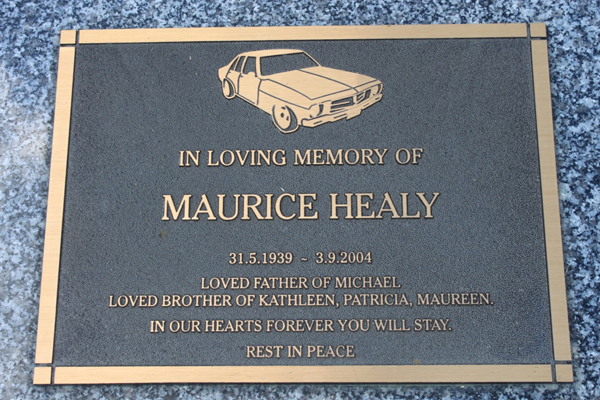 IN LOVING MEMORY OF
MAURICE HEALY
31.5.1939 ~ 3.9.2004
LOVED FATHER OF MICHAEL
LOVED BROTHER OF KATHLEEN, PATRICIA, MAUREEN.
IN OUR HEARTS FOREVER YOU WILL STAY.
REST IN PEACE